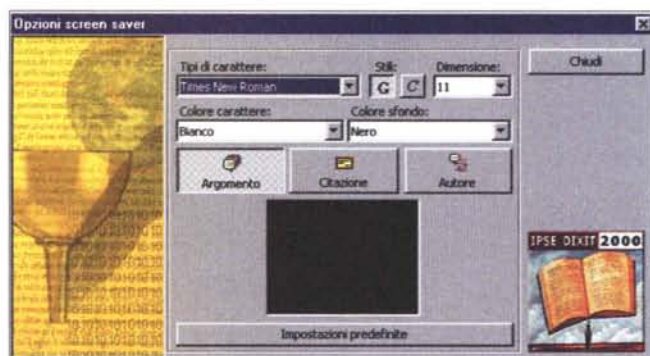 Opzioni screen saver
Tipi di carattere: Stili: Dimensione: Chiudi
Times New Roman G C 11
Colore carattere: Colore sfondo:
Bianco Nero
Argomento Citazione Autore
IPSE DIXIT 2000
Impostazioni predefinite